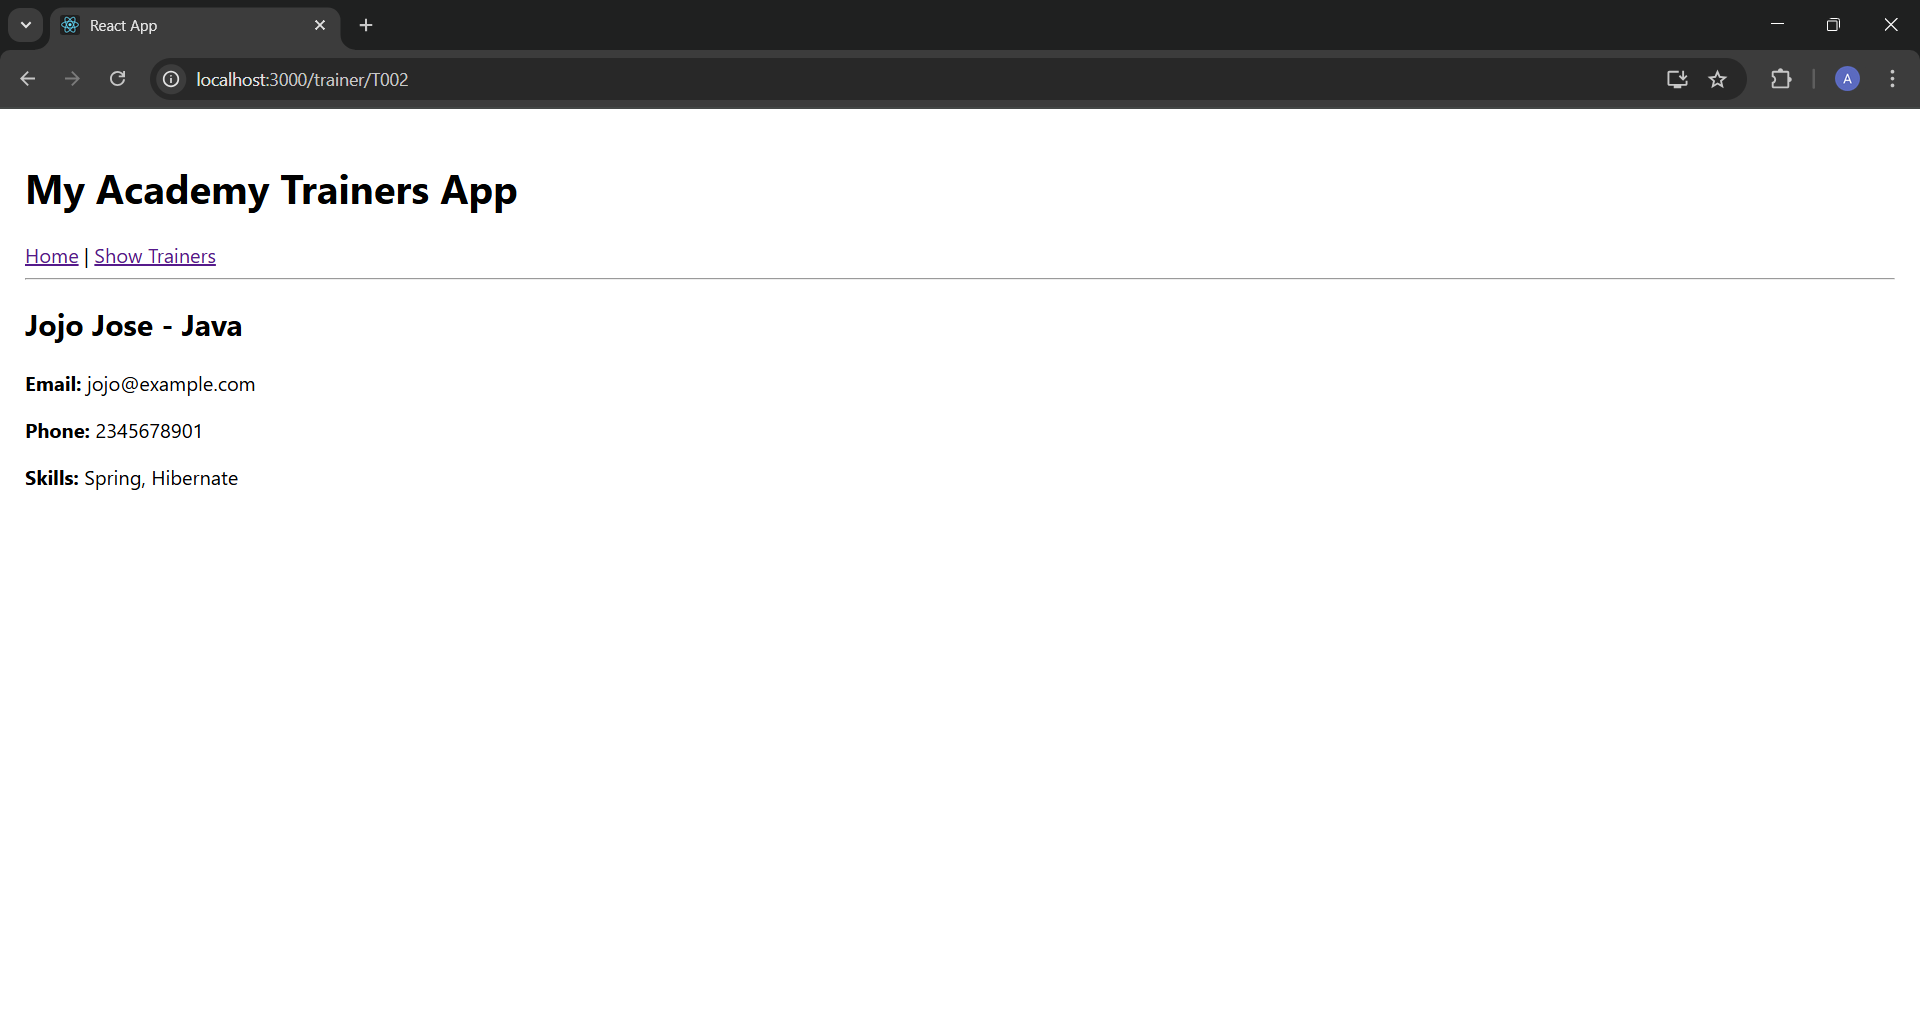 React App
localhost:3000/trainer/T002
A
My Academy Trainers App
Home | Show Trainers
Jojo Jose - Java
Email: jojo@example.com
Phone: 2345678901
Skills: Spring, Hibernate